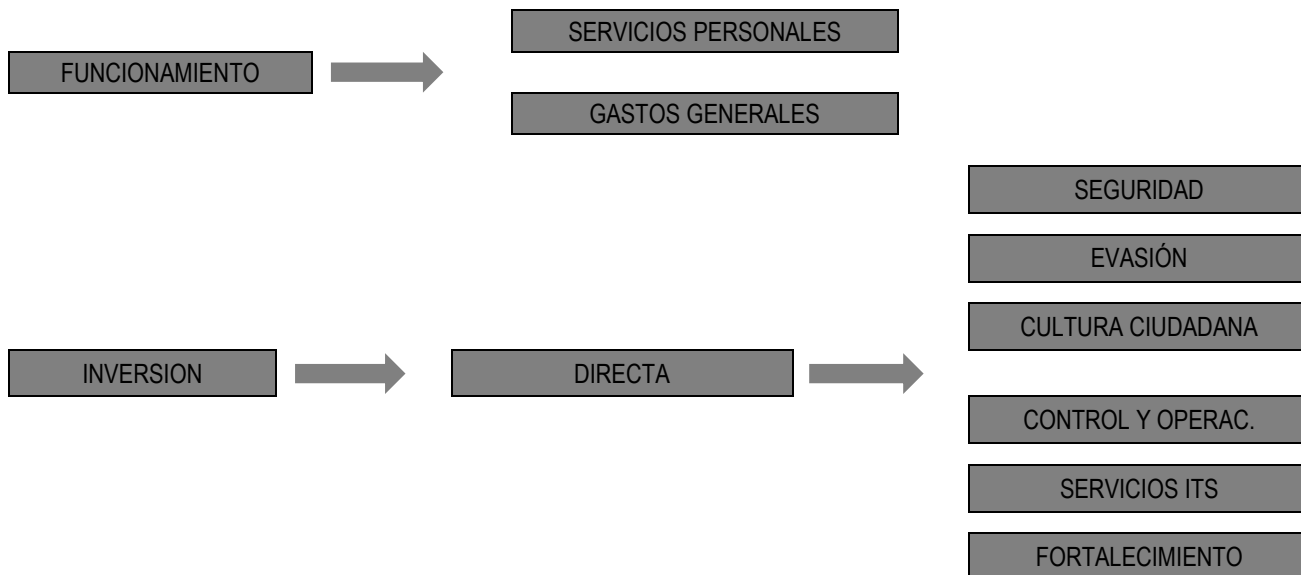 SERVICIOS PERSONALES
FUNCIONAMIENTO
GASTOS GENERALES
SEGURIDAD
EVASIÓN
CULTURA CIUDADANA
INVERSION
DIRECTA
CONTROL Y OPERAC.
SERVICIOS ITS
FORTALECIMIENTO